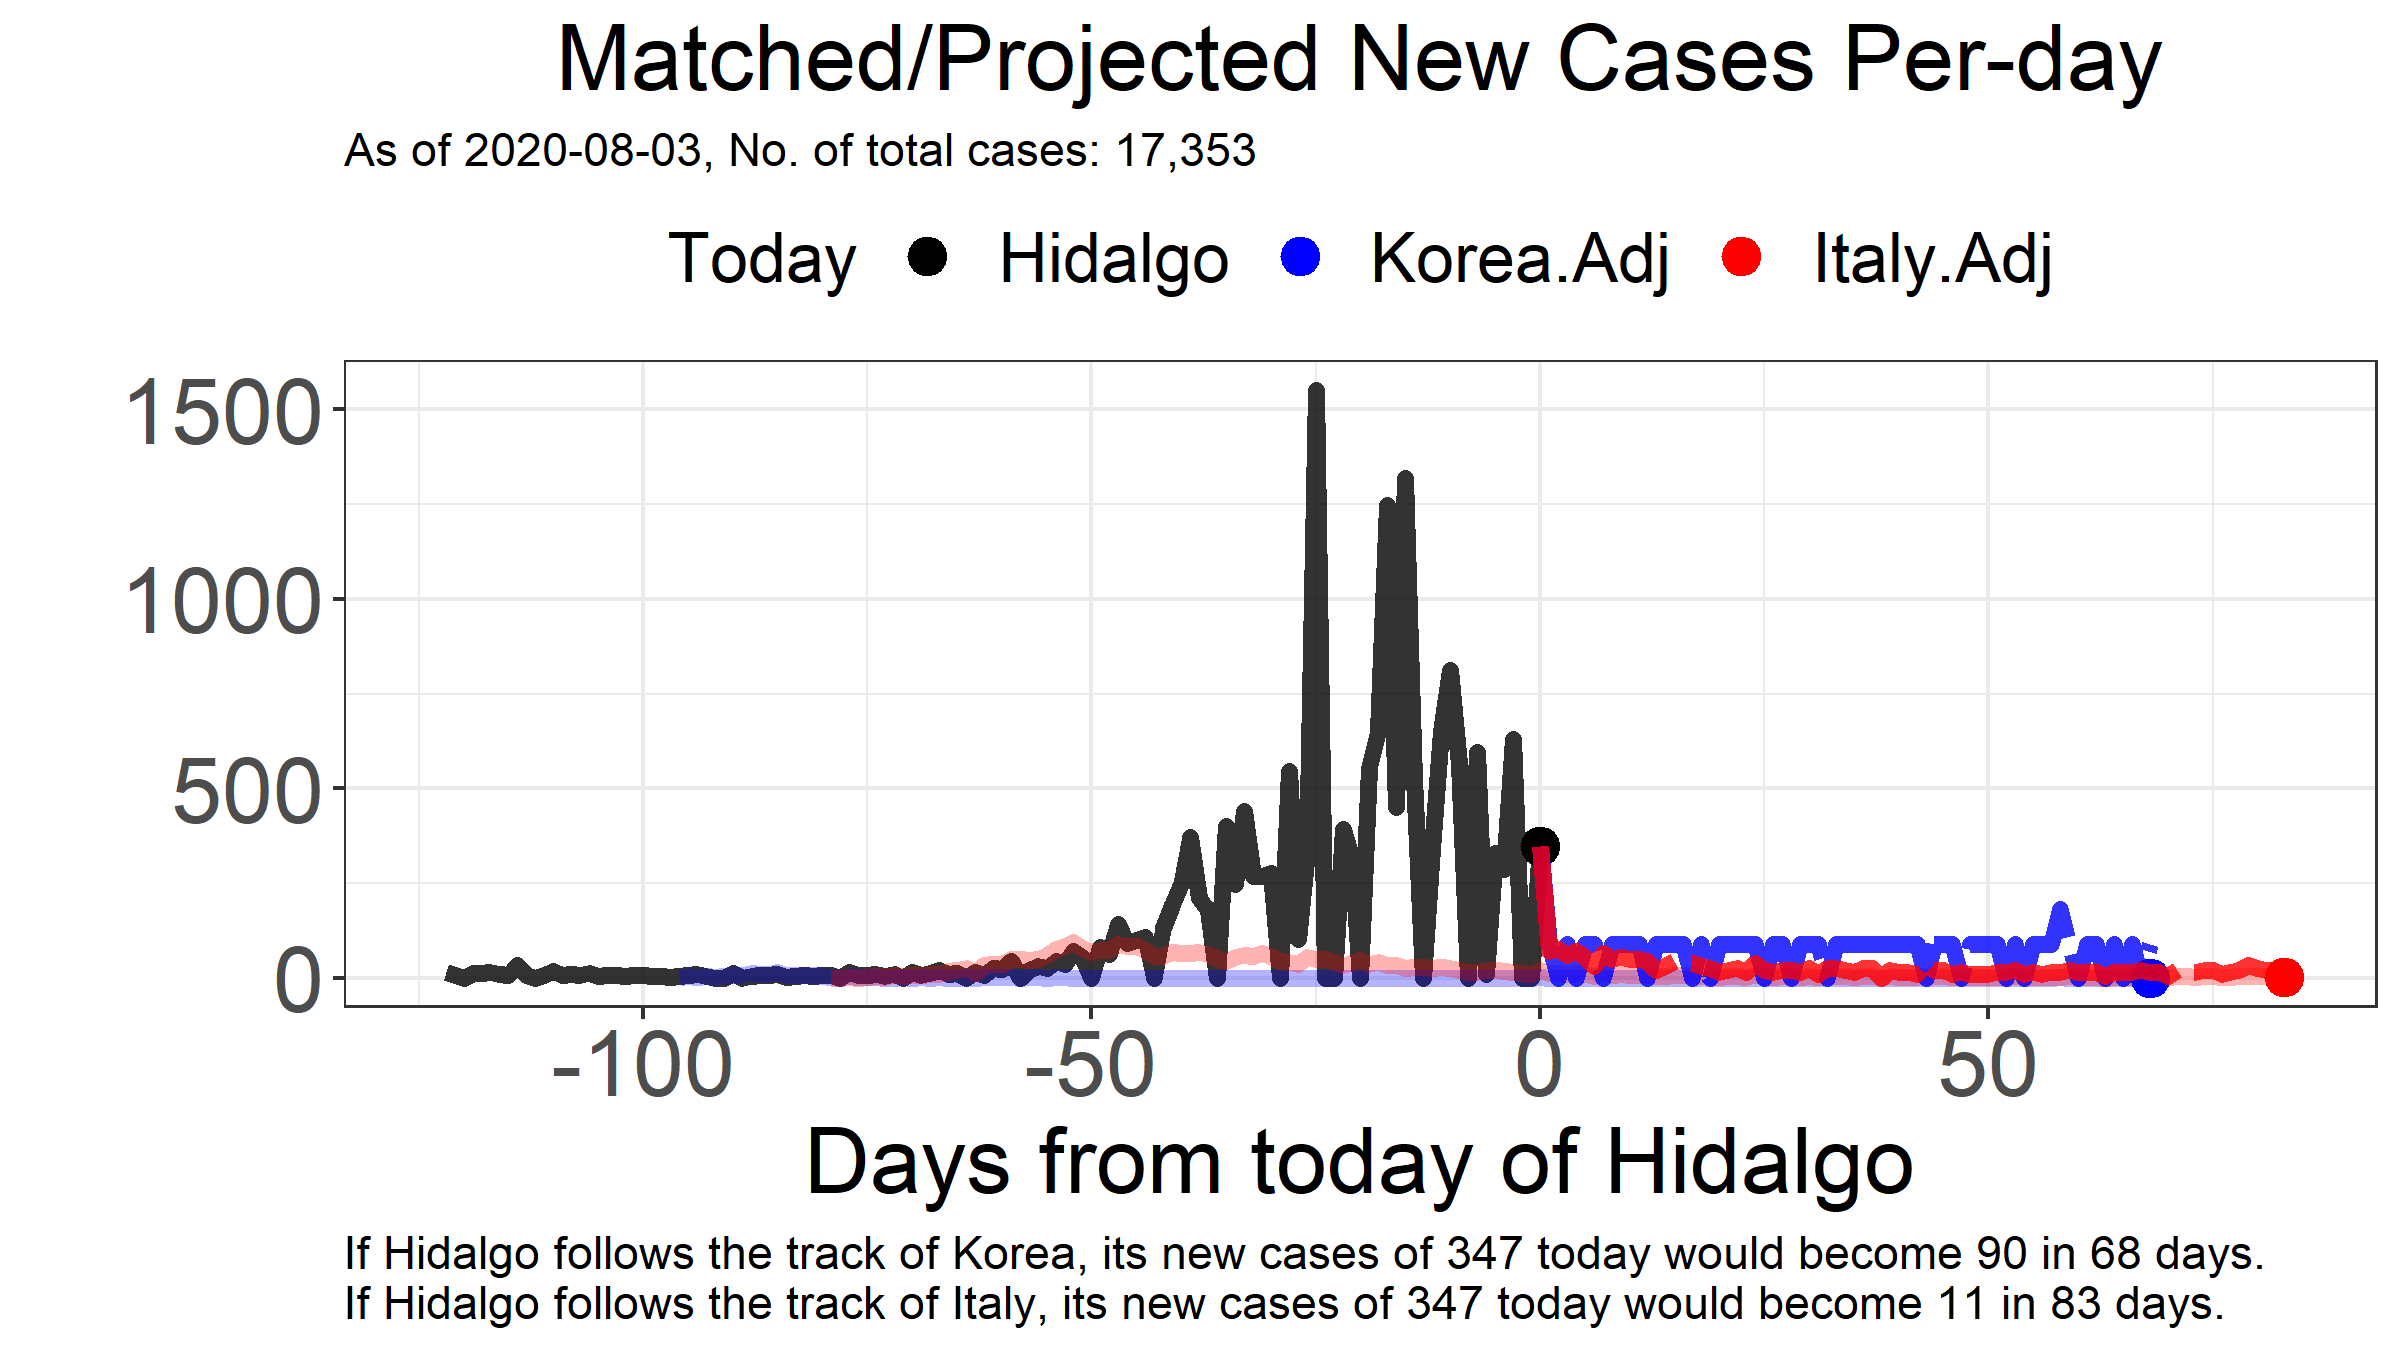 Matched/Projected New Cases Per-day
As of 2020-08-03, No. of total cases: 17,353
Today Hidalgo Korea.Adj Italy.Adj
1500
1000
500
0
-100 -50 0 50
Days from today of Hidalgo
If Hidalgo follows the track of Korea, its new cases of 347 today would become 90 in 68 days.
If Hidalgo follows the track of Italy, its new cases of 347 today would become 11 in 83 days.